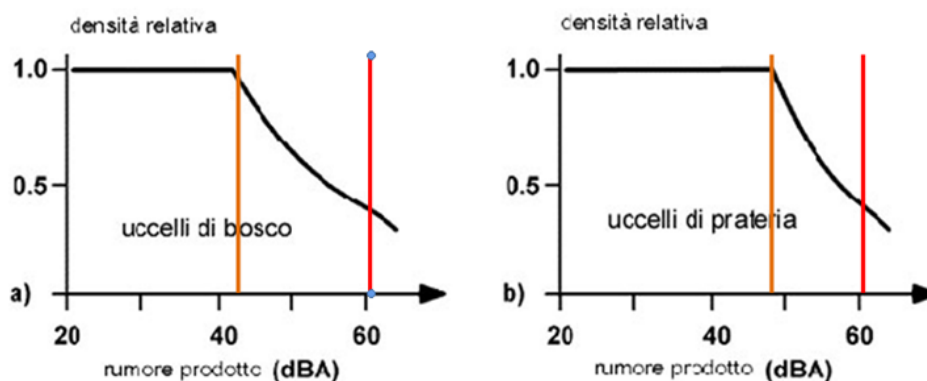 densità relativa
1.0
0.5
uccelli di bosco
a)
20
40
60
rumore prodotto (dBA)
densità relativa
1.0
0.5
uccelli di prateria
b)
20
40
60
rumore prodotto (dBA)